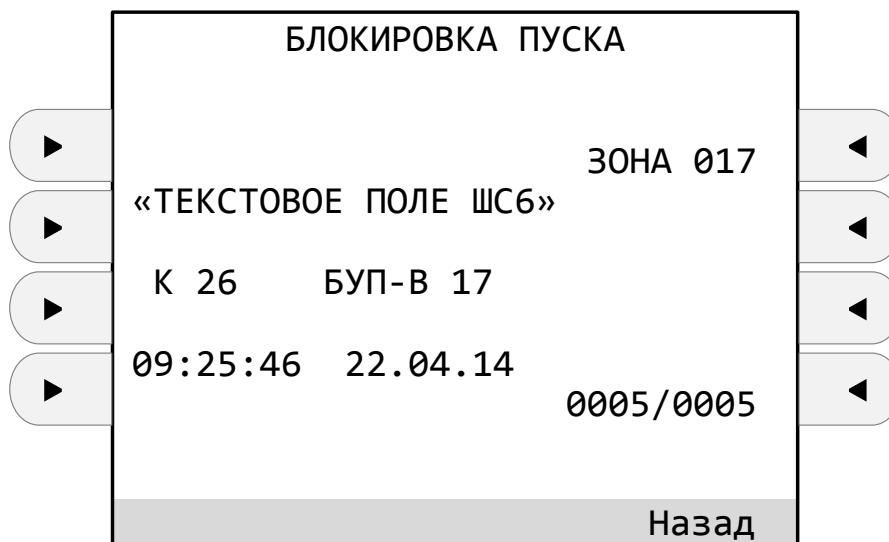 БЛОКИРОВКА ПУСКА
ЗОНА 017
«ТЕКСТОВОЕ ПОЛЕ ШС6»
К 26 БУП-В 17
09:25:46 22.04.14
0005/0005
Назад